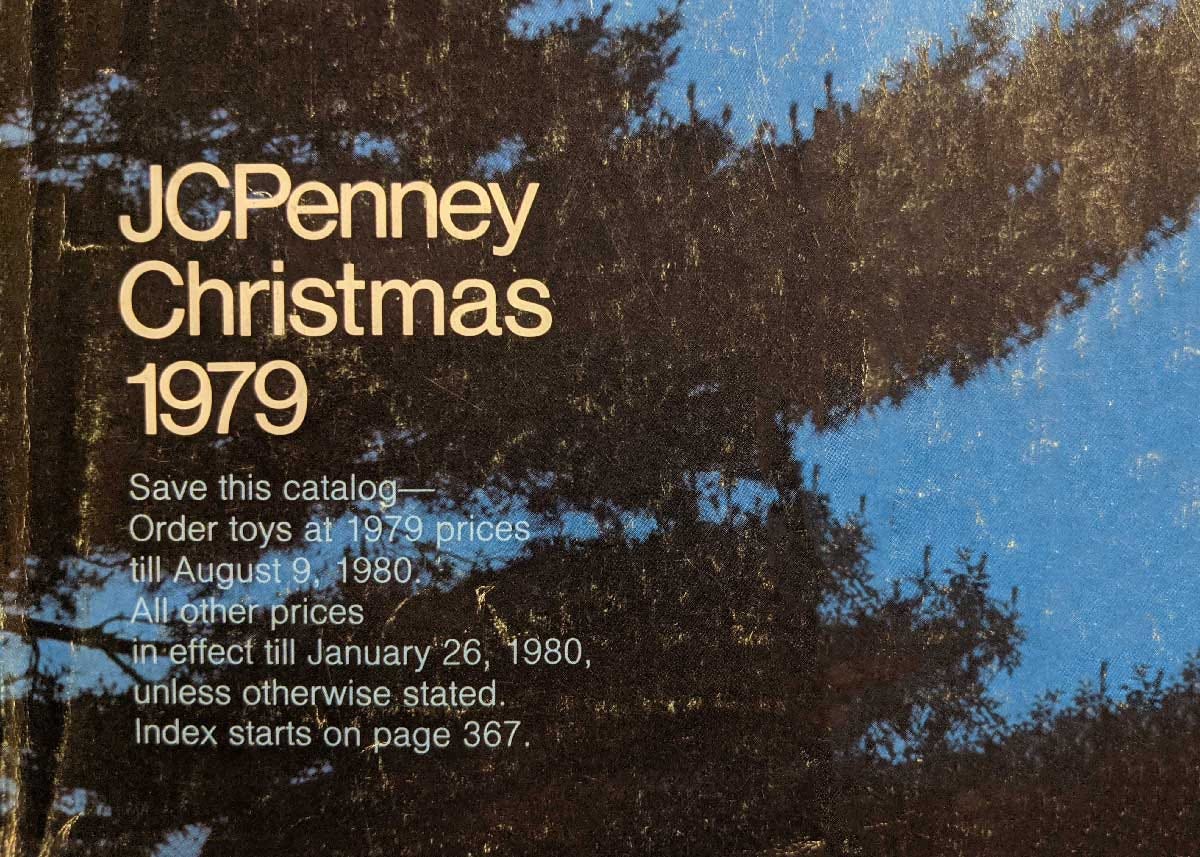 JCPenney
Christmas
1979
Save this catalog—
Order toys at 1979 prices
till August 9, 1980.
All other prices
in effect till January 26, 1980,
unless otherwise stated.
Index starts on page 367.